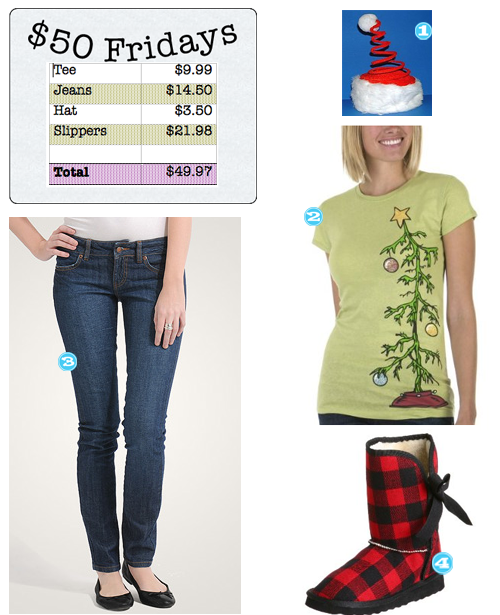 $50 Fridays
Tee $9.99
Jeans $14.50
Hat $3.50
Slippers $21.98
Total $49.97
1
2
3
4